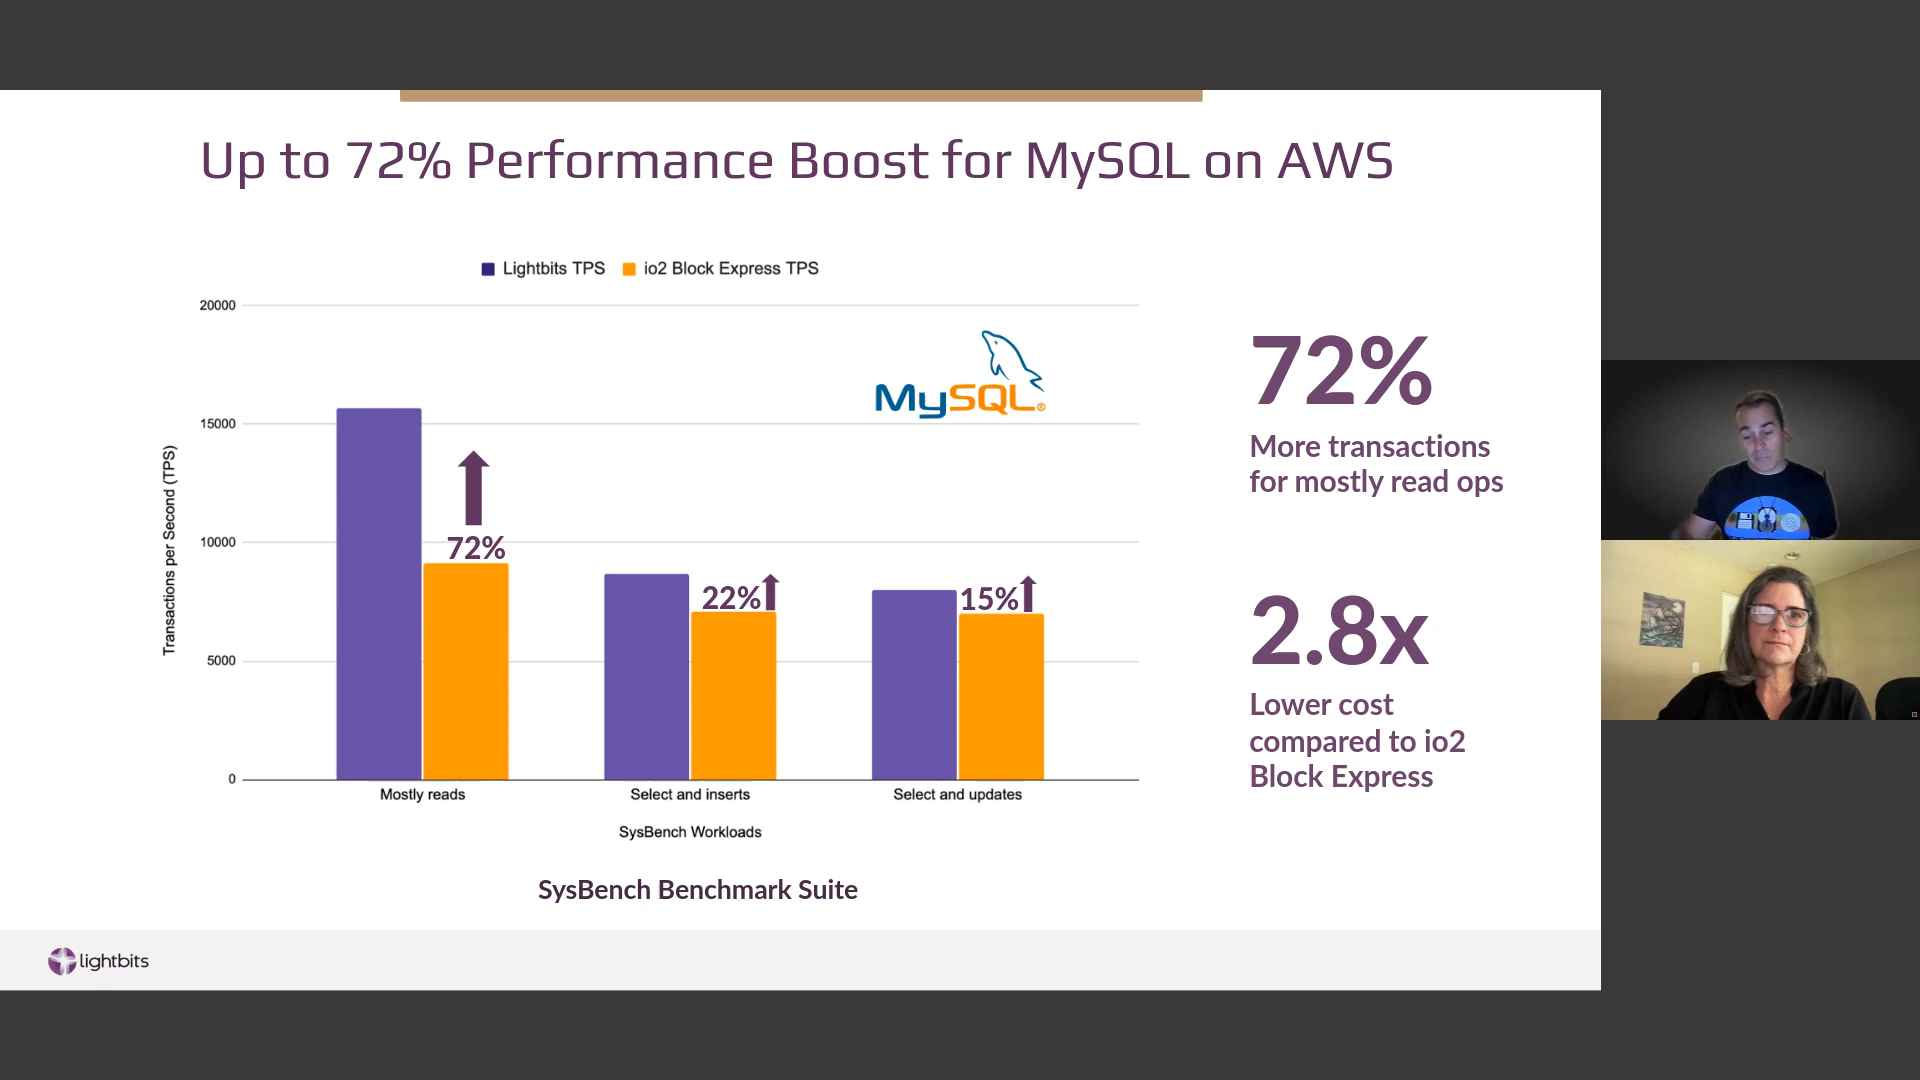 Up to 72% Performance Boost for MySQL on AWS
Lightbits TPS
io2 Block Express TPS
20000
15000
10000
5000
0
Transactions per Second (TPS)
MySQL®
72%
22%
15%
Mostly reads
Select and inserts
Select and updates
SysBench Workloads
SysBench Benchmark Suite
72%
More transactions
for mostly read ops
2.8x
Lower cost
compared to io2
Block Express
lightbits